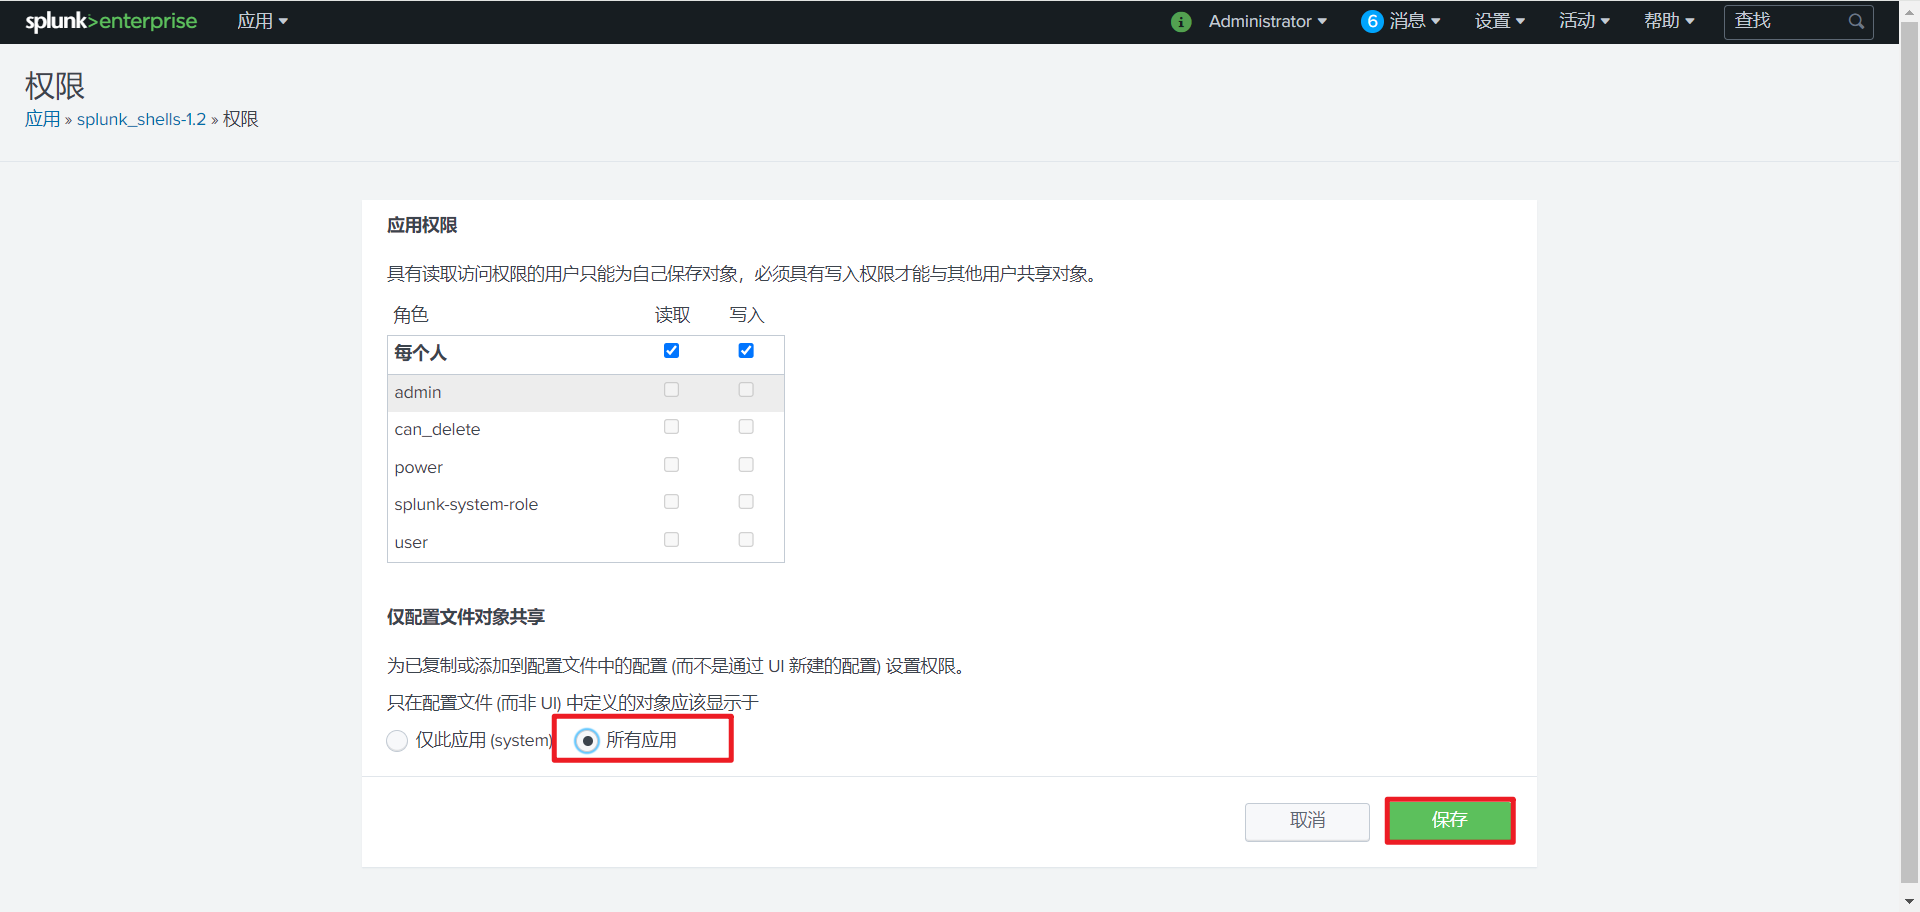 splunk>enterprise 应用 Administrator 6 消息 设置 活动 帮助 查找
权限
应用 » splunk_shells-1.2 » 权限
应用权限
具有读取访问权限的用户只能为自己保存对象，必须具有写入权限才能与其他用户共享对象。
角色 读取 写入
每个人
admin
can_delete
power
splunk-system-role
user
仅配置文件对象共享
为已复制或添加到配置文件中的配置 (而不是通过 UI 新建的配置) 设置权限。
只在配置文件 (而非 UI) 中定义的对象应该显示于
仅此应用 (system) 所有应用
取消 保存